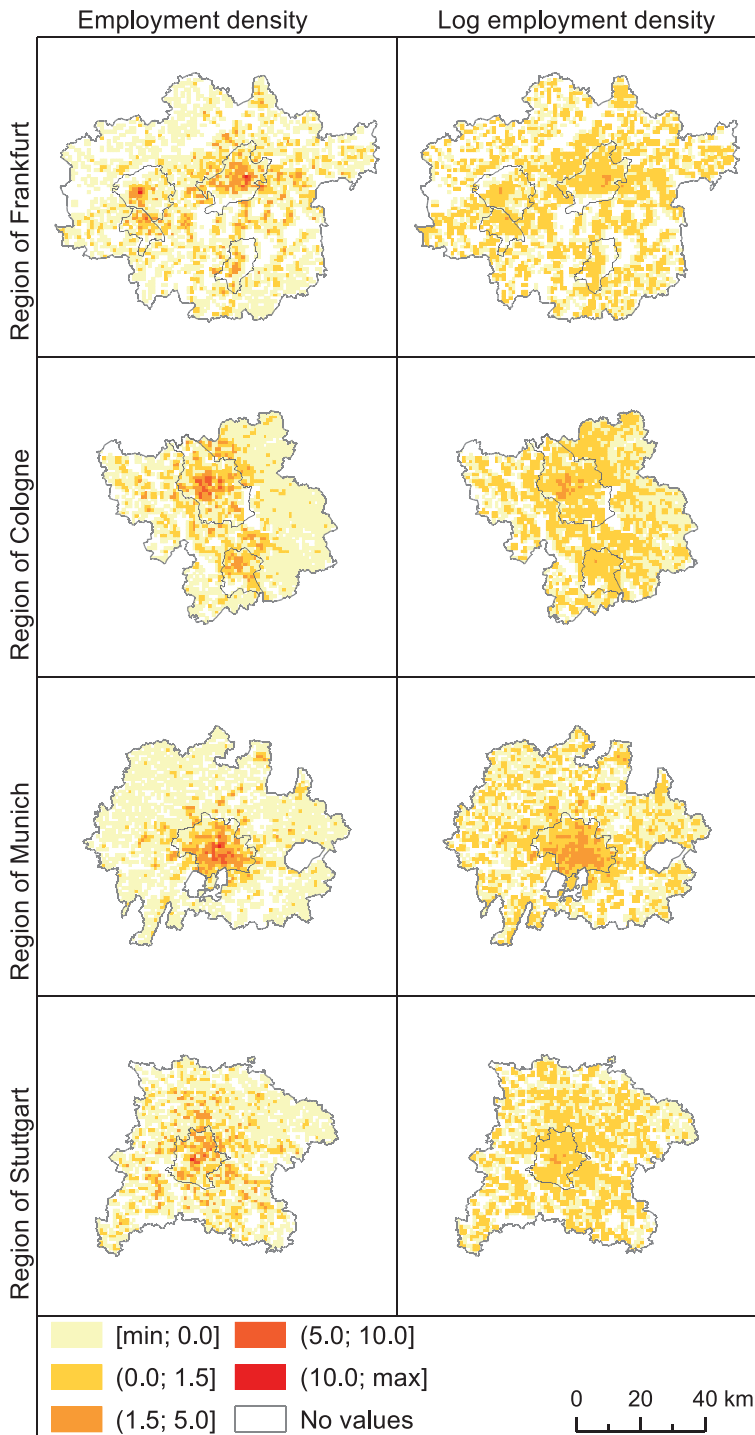 Employment density
Log employment density
Region of Frankfurt
Region of Cologne
Region of Munich
Region of Stuttgart
[min; 0.0]
(5.0; 10.0]
(0.0; 1.5]
(10.0; max]
(1.5; 5.0]
No values
0 20 40 km